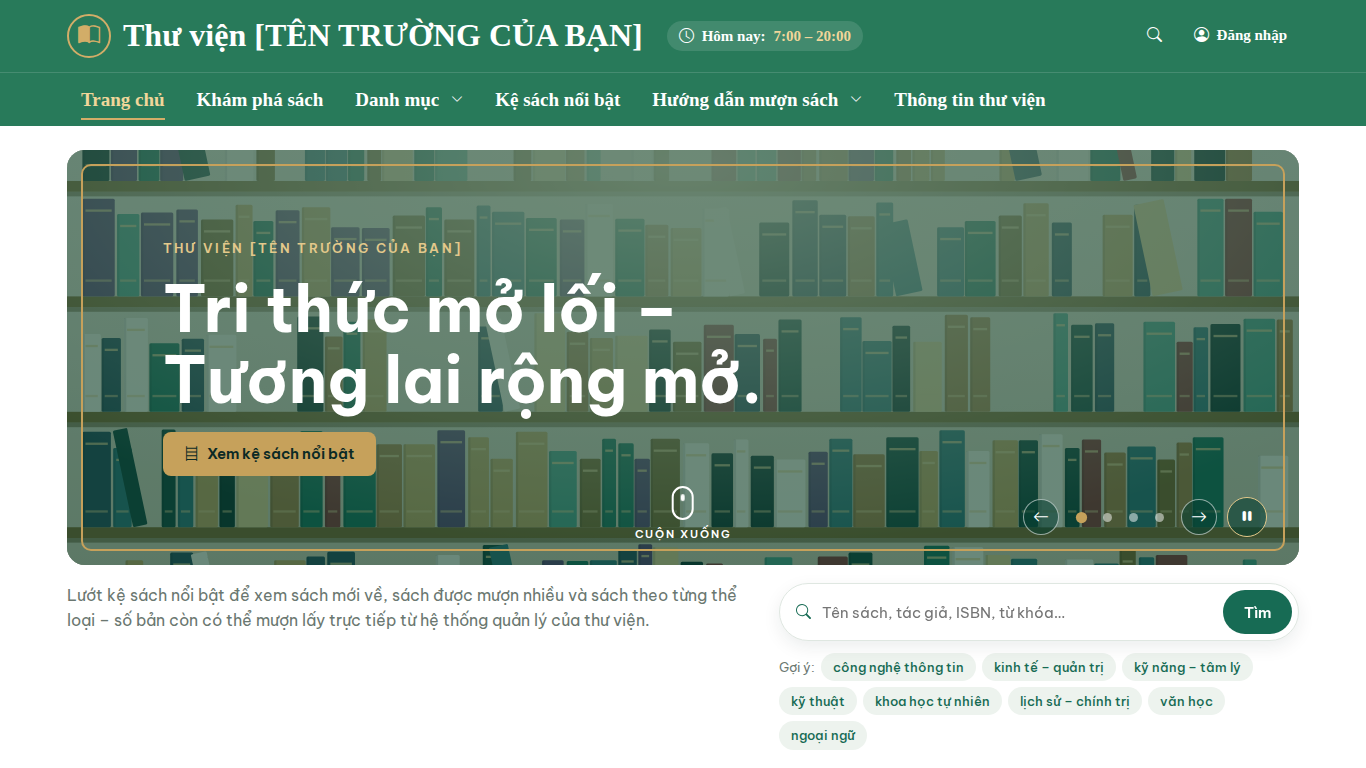 Thư viện [TÊN TRƯỜNG CỦA BẠN]
Hôm nay: 7:00 – 20:00
Đăng nhập
Trang chủ
Khám phá sách
Danh mục
Kệ sách nổi bật
Hướng dẫn mượn sách
Thông tin thư viện
THƯ VIỆN [TÊN TRƯỜNG CỦA BẠN]
Tri thức mở lối –
Tương lai rộng mở.
Xem kệ sách nổi bật
CUỘN XUỐNG
Lướt kệ sách nổi bật để xem sách mới về, sách được mượn nhiều và sách theo từng thể
loại – số bản còn có thể mượn lấy trực tiếp từ hệ thống quản lý của thư viện.
Tên sách, tác giả, ISBN, từ khóa...
Tìm
Gợi ý:
công nghệ thông tin
kinh tế – quản trị
kỹ năng – tâm lý
kỹ thuật
khoa học tự nhiên
lịch sử – chính trị
văn học
ngoại ngữ